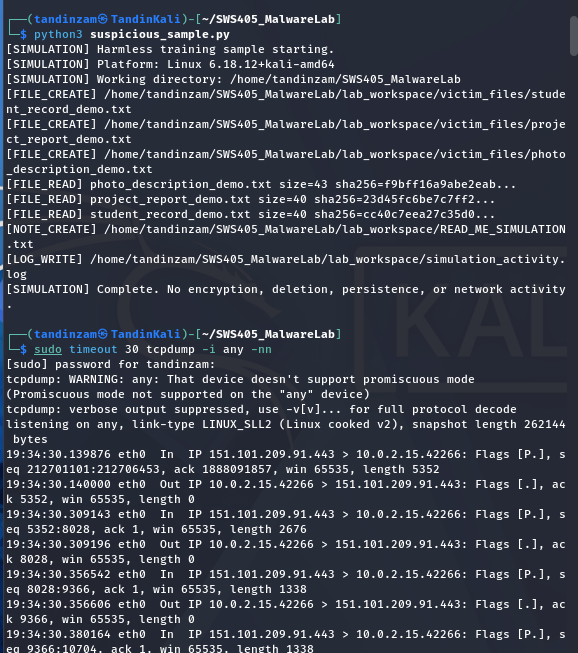 ┌──(tandinzam㉿TandinKali)-[~/SWS405_MalwareLab]
└─$ python3 suspicious_sample.py
[SIMULATION] Harmless training sample starting.
[SIMULATION] Platform: Linux 6.18.12+kali-amd64
[SIMULATION] Working directory: /home/tandinzam/SWS405_MalwareLab
[FILE_CREATE] /home/tandinzam/SWS405_MalwareLab/lab_workspace/victim_files/stude
nt_record_demo.txt
[FILE_CREATE] /home/tandinzam/SWS405_MalwareLab/lab_workspace/victim_files/proje
ct_report_demo.txt
[FILE_CREATE] /home/tandinzam/SWS405_MalwareLab/lab_workspace/victim_files/photo
_description_demo.txt
[FILE_READ] photo_description_demo.txt size=43 sha256=f9bff16a9abe2eab...
[FILE_READ] project_report_demo.txt size=40 sha256=23d45fc6be7c7ff2...
[FILE_READ] student_record_demo.txt size=40 sha256=cc40c7eea27c35d0...
[NOTE_CREATE] /home/tandinzam/SWS405_MalwareLab/lab_workspace/READ_ME_SIMULATION
.txt
[LOG_WRITE] /home/tandinzam/SWS405_MalwareLab/lab_workspace/simulation_activity.
log
[SIMULATION] Complete. No encryption, deletion, persistence, or network activity
.
┌──(tandinzam㉿TandinKali)-[~/SWS405_MalwareLab]
└─$ sudo timeout 30 tcpdump -i any -nn
[sudo] password for tandinzam:
tcpdump: WARNING: any: That device doesn't support promiscuous mode
(Promiscuous mode not supported on the "any" device)
tcpdump: verbose output suppressed, use -v[v]... for full protocol decode
listening on any, link-type LINUX_SLL2 (Linux cooked v2), snapshot length 262144
 bytes
19:34:30.139876 eth0  In  IP 151.101.209.91.443 > 10.0.2.15.42266: Flags [P.], s
eq 212701101:212706453, ack 1888091857, win 65535, length 5352
19:34:30.140000 eth0  Out IP 10.0.2.15.42266 > 151.101.209.91.443: Flags [.], ac
k 5352, win 65535, length 0
19:34:30.309143 eth0  In  IP 151.101.209.91.443 > 10.0.2.15.42266: Flags [P.], s
eq 5352:8028, ack 1, win 65535, length 2676
19:34:30.309196 eth0  Out IP 10.0.2.15.42266 > 151.101.209.91.443: Flags [.], ac
k 8028, win 65535, length 0
19:34:30.356542 eth0  In  IP 151.101.209.91.443 > 10.0.2.15.42266: Flags [P.], s
eq 8028:9366, ack 1, win 65535, length 1338
19:34:30.356606 eth0  Out IP 10.0.2.15.42266 > 151.101.209.91.443: Flags [.], ac
k 9366, win 65535, length 0
19:34:30.380164 eth0  In  IP 151.101.209.91.443 > 10.0.2.15.42266: Flags [P.], s
eq 9366:10704, ack 1, win 65535, length 1338
KAL